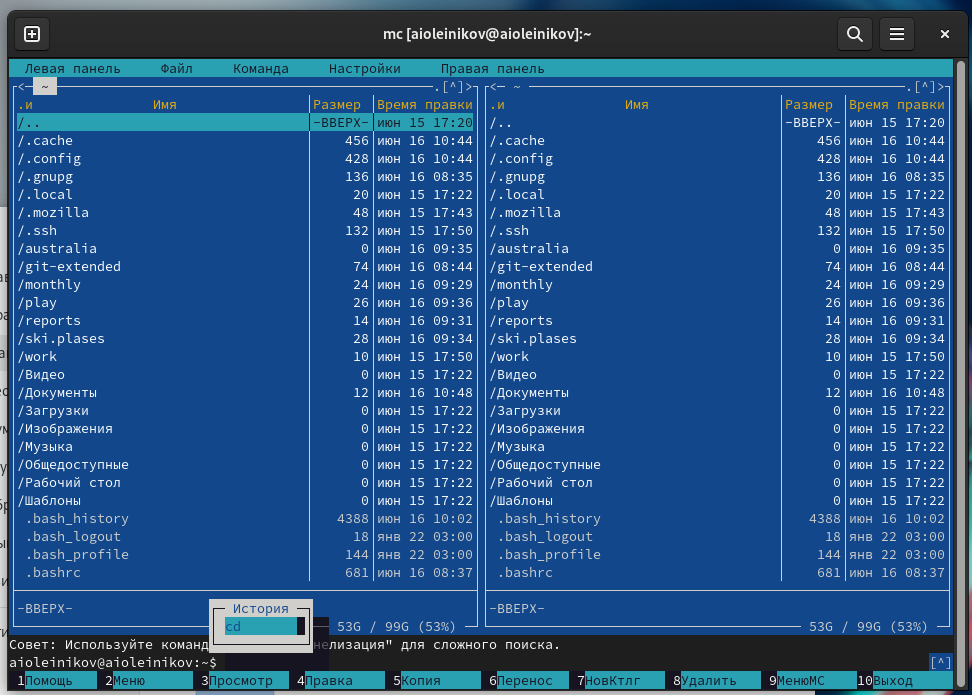 mc [aioleinikov@aioleinikov]:~
Левая панель Файл Команда Настройки Правая панель
<─ ~ .[^]> <─ ~ .[^]>
.и Имя Размер Время правки .и Имя Размер Время правки
/.. -ВВЕРХ- июн 15 17:20 /.. -ВВЕРХ- июн 15 17:20
/.cache 456 июн 16 10:44 /.cache 456 июн 16 10:44
/.config 428 июн 16 10:44 /.config 428 июн 16 10:44
/.gnupg 136 июн 16 08:35 /.gnupg 136 июн 16 08:35
/.local 20 июн 15 17:22 /.local 20 июн 15 17:22
/.mozilla 48 июн 15 17:43 /.mozilla 48 июн 15 17:43
/.ssh 132 июн 15 17:50 /.ssh 132 июн 15 17:50
/australia 0 июн 16 09:35 /australia 0 июн 16 09:35
/git-extended 74 июн 16 08:44 /git-extended 74 июн 16 08:44
/monthly 24 июн 16 09:29 /monthly 24 июн 16 09:29
/play 26 июн 16 09:36 /play 26 июн 16 09:36
/reports 14 июн 16 09:31 /reports 14 июн 16 09:31
/ski.plases 28 июн 16 09:34 /ski.plases 28 июн 16 09:34
/work 10 июн 15 17:50 /work 10 июн 15 17:50
/Видео 0 июн 15 17:22 /Видео 0 июн 15 17:22
/Документы 12 июн 16 10:48 /Документы 12 июн 16 10:48
/Загрузки 0 июн 15 17:22 /Загрузки 0 июн 15 17:22
/Изображения 0 июн 15 17:22 /Изображения 0 июн 15 17:22
/Музыка 0 июн 15 17:22 /Музыка 0 июн 15 17:22
/Общедоступные 0 июн 15 17:22 /Общедоступные 0 июн 15 17:22
/Рабочий стол 0 июн 15 17:22 /Рабочий стол 0 июн 15 17:22
/Шаблоны 0 июн 15 17:22 /Шаблоны 0 июн 15 17:22
.bash_history 4388 июн 16 10:02 .bash_history 4388 июн 16 10:02
.bash_logout 18 янв 22 03:00 .bash_logout 18 янв 22 03:00
.bash_profile 144 янв 22 03:00 .bash_profile 144 янв 22 03:00
.bashrc 681 июн 16 08:37 .bashrc 681 июн 16 08:37
-ВВЕРХ- -ВВЕРХ-
История
cd
53G / 99G (53%) 53G / 99G (53%)
Совет: Используйте команд нелизация" для сложного поиска.
aioleinikov@aioleinikov:~$ [^]
1Помощь 2Меню 3Просмотр 4Правка 5Копия 6Перенос 7НовКтлг 8Удалить 9МенюMC 10Выход